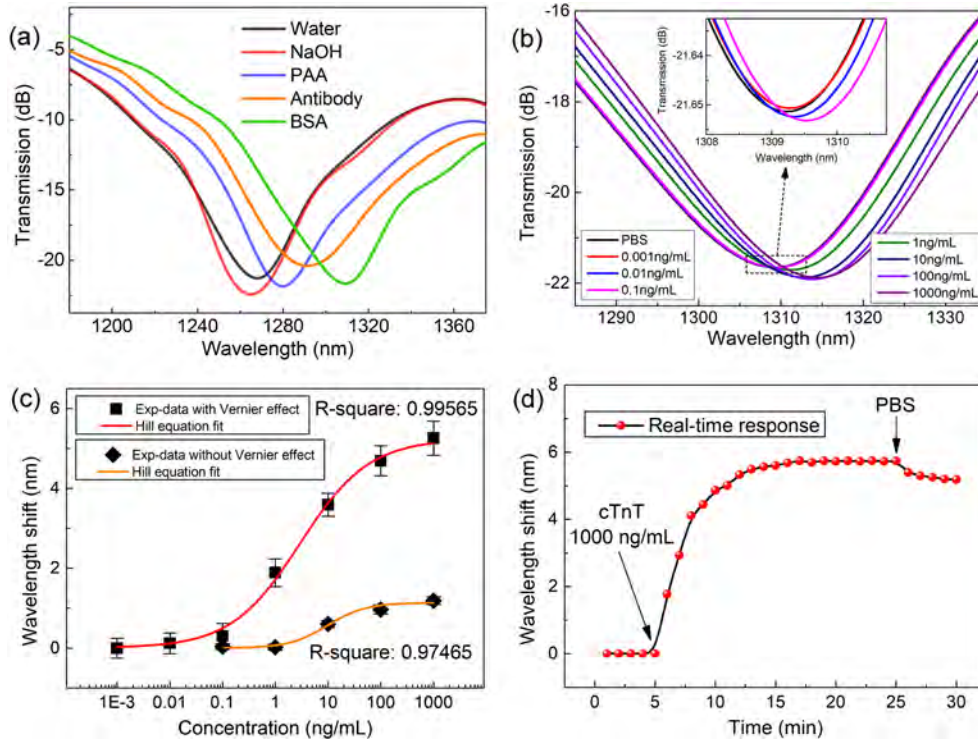 (a)
Water
NaOH
PAA
Antibody
BSA
-5
-10
-15
-20
Transmission (dB)
1200
1240
1280
1320
1360
Wavelength (nm)
(b)
-16
-18
-20
-22
Transmission (dB)
-21.64
-21.65
Transmission (dB)
1308
1309
1310
Wavelength (nm)
PBS
0.001ng/mL
0.01ng/mL
0.1ng/mL
1ng/mL
10ng/mL
100ng/mL
1000ng/mL
1290
1300
1310
1320
1330
Wavelength (nm)
(c)
Exp-data with Vernier effect
Hill equation fit
R-square: 0.99565
Exp-data without Vernier effect
Hill equation fit
R-square: 0.97465
6
4
2
0
Wavelength shift (nm)
1E-3
0.01
0.1
1
10
100
1000
Concentration (ng/mL)
(d)
Real-time response
PBS
cTnT
1000 ng/mL
8
6
4
2
0
Wavelength shift (nm)
0
5
10
15
20
25
30
Time (min)